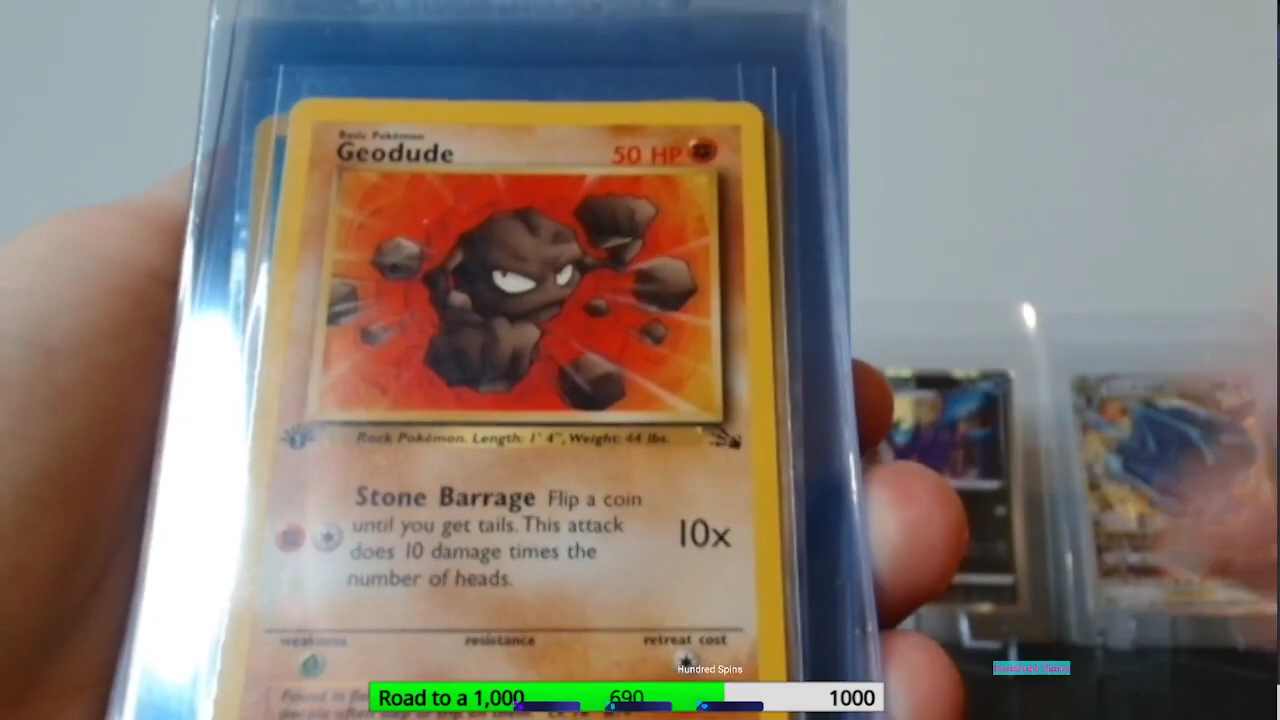 Basic Pokémon
Geodude
50 HP
Rock Pokémon. Length: 1' 4", Weight: 44 lbs.
Stone Barrage Flip a coin
until you get tails. This attack
does 10 damage times the
number of heads.
10x
weakness resistance retreat cost
Hundred Spins
Road to a 1,000 690 1000